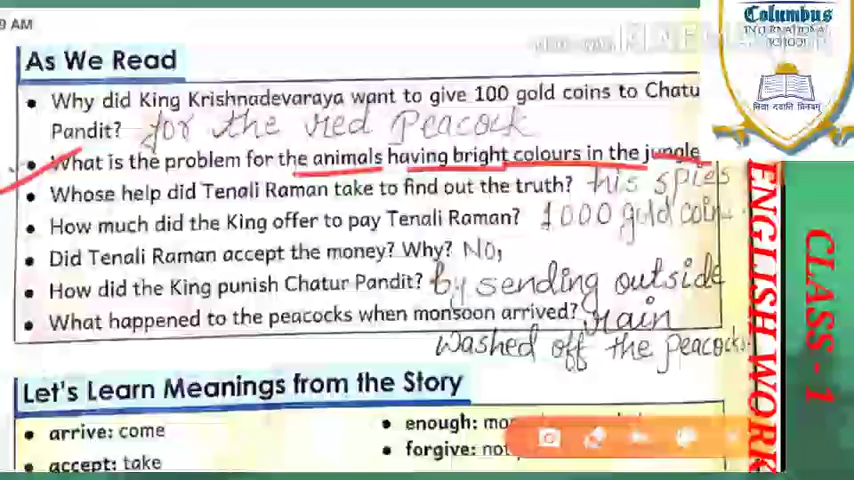 9 AM
Columbus
INTERNATIONAL
SCHOOL
As We Read
• Why did King Krishnadevaraya want to give 100 gold coins to Chatu
Pandit? for the red Peacock
• What is the problem for the animals having bright colours in the jungle
• Whose help did Tenali Raman take to find out the truth? his spies
• How much did the King offer to pay Tenali Raman? 1000 gold coin
• Did Tenali Raman accept the money? Why? No,
• How did the King punish Chatur Pandit? by sending outside
• What happened to the peacocks when monsoon arrived? rain
washed off the peacock
Let's Learn Meanings from the Story
• arrive: come
• accept: take
• enough:
• forgive: not
ENGLISH WORK
CLASS - 1